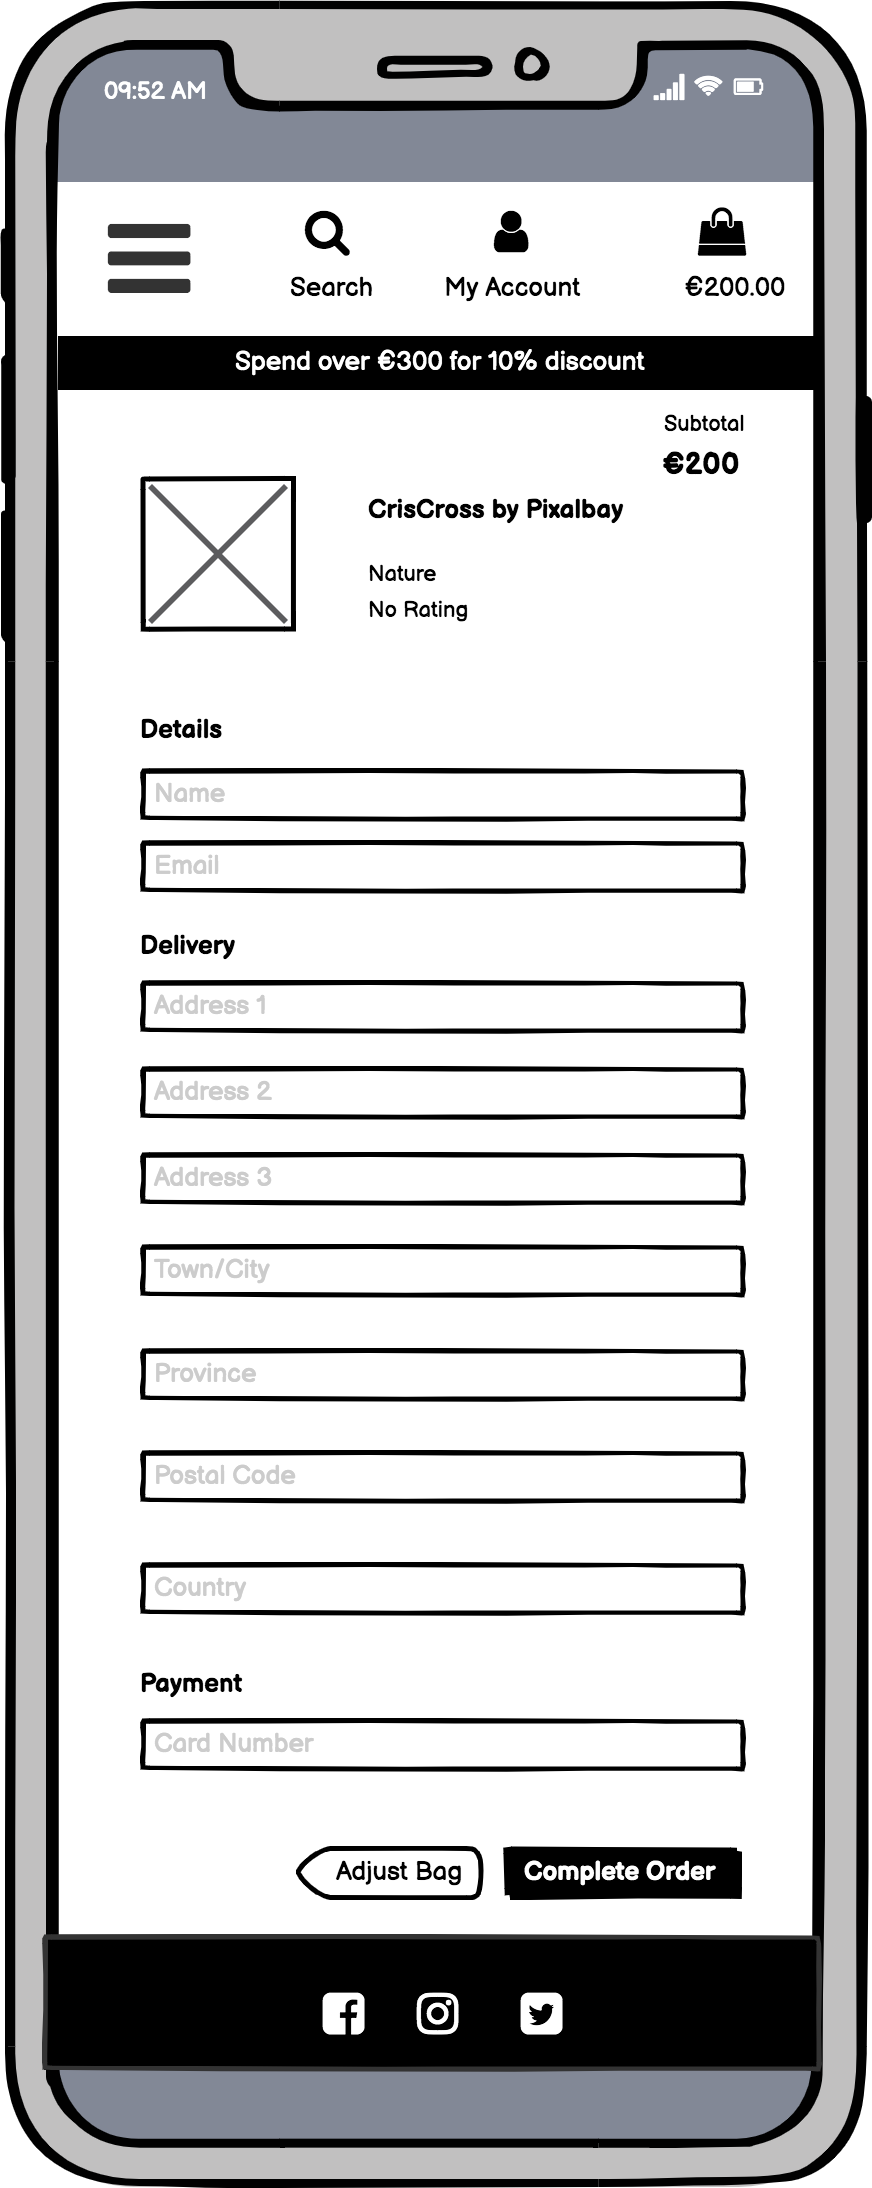 09:52 AM
Search
My Account
€200.00
Spend over €300 for 10% discount
Subtotal
€200
CrisCross by Pixalbay
Nature
No Rating
Details
Name
Email
Delivery
Address 1
Address 2
Address 3
Town/City
Province
Postal Code
Country
Payment
Card Number
Adjust Bag
Complete Order